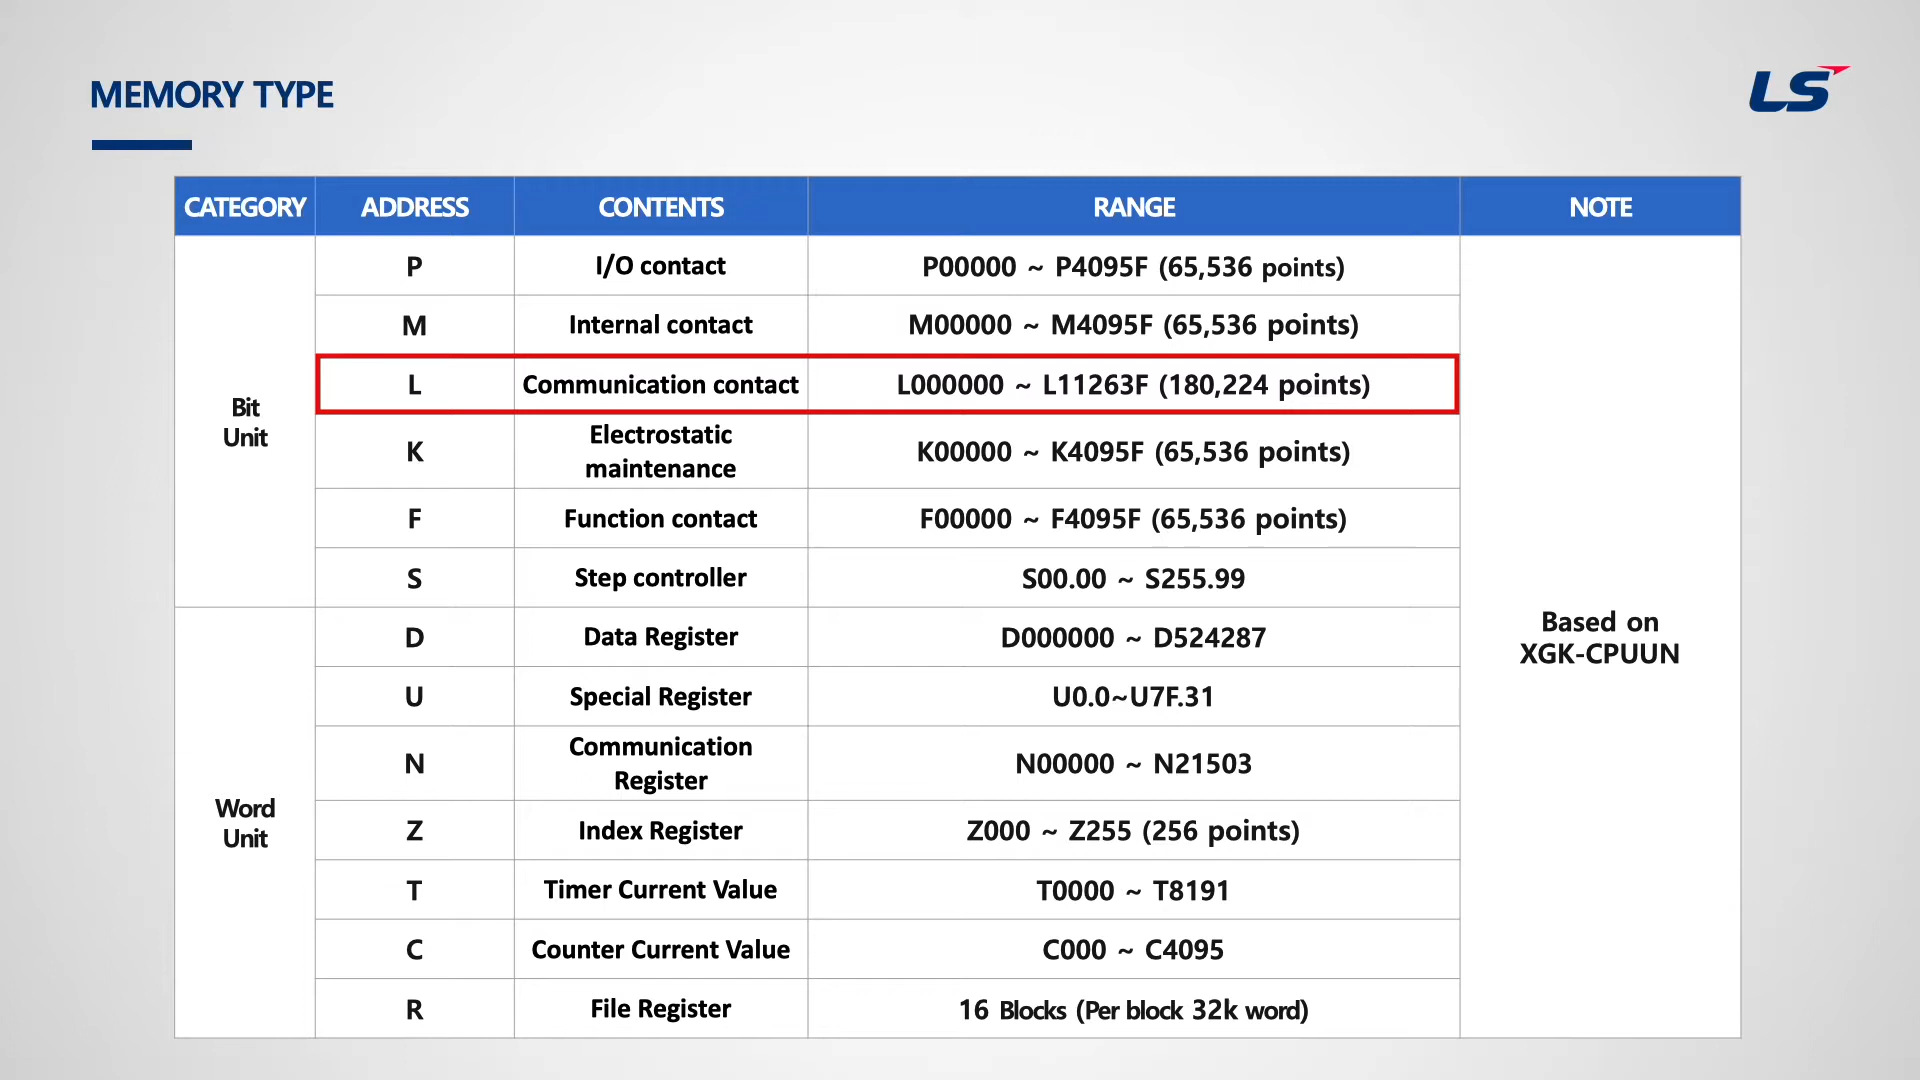 MEMORY TYPE
LS
CATEGORY ADDRESS CONTENTS RANGE NOTE
Bit
Unit
P I/O contact P00000 ~ P4095F (65,536 points)
M Internal contact M00000 ~ M4095F (65,536 points)
L Communication contact L000000 ~ L11263F (180,224 points)
K Electrostatic
maintenance K00000 ~ K4095F (65,536 points)
F Function contact F00000 ~ F4095F (65,536 points)
S Step controller S00.00 ~ S255.99
Word
Unit
D Data Register D000000 ~ D524287
U Special Register U0.0~U7F.31
N Communication
Register N00000 ~ N21503
Z Index Register Z000 ~ Z255 (256 points)
T Timer Current Value T0000 ~ T8191
C Counter Current Value C000 ~ C4095
R File Register 16 Blocks (Per block 32k word)
Based on
XGK-CPUUN